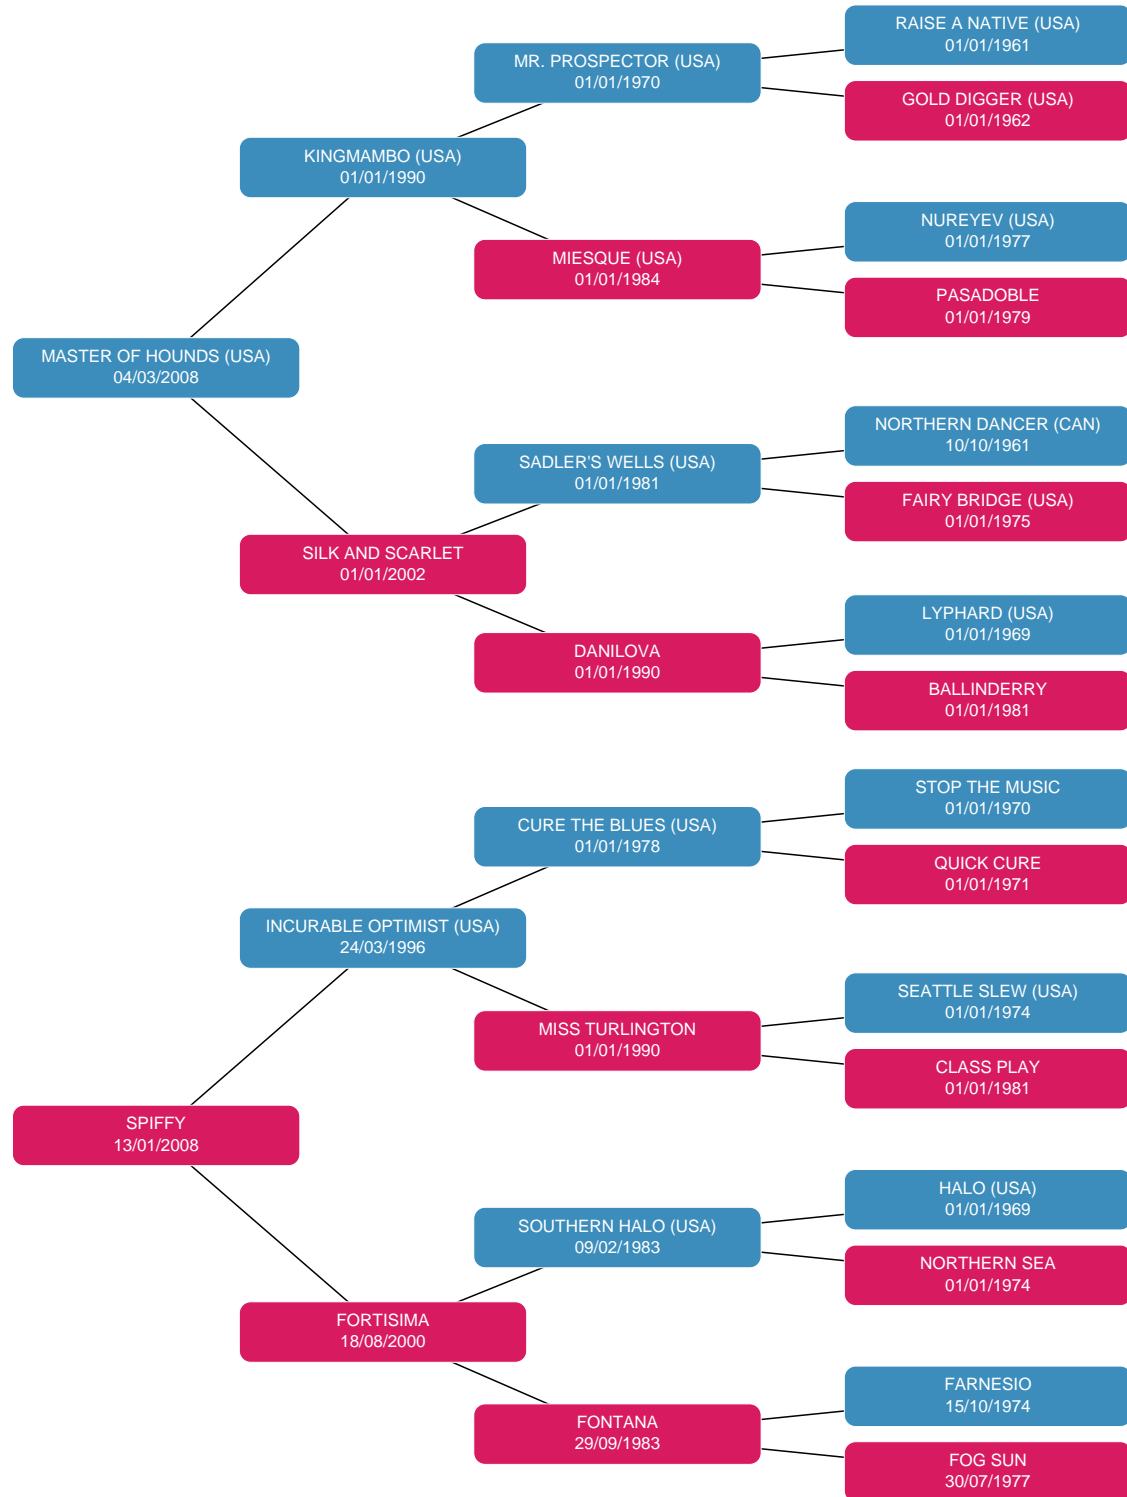 RAISE A NATIVE (USA)
01/01/1961
MR. PROSPECTOR (USA)
01/01/1970
GOLD DIGGER (USA)
01/01/1962
KINGMAMBO (USA)
01/01/1990
NUREYEV (USA)
01/01/1977
MIESQUE (USA)
01/01/1984
PASADOBLE
01/01/1979
MASTER OF HOUNDS (USA)
04/03/2008
NORTHERN DANCER (CAN)
10/10/1961
SADLER'S WELLS (USA)
01/01/1981
FAIRY BRIDGE (USA)
01/01/1975
SILK AND SCARLET
01/01/2002
LYPHARD (USA)
01/01/1969
DANILOVA
01/01/1990
BALLINDERRY
01/01/1981
STOP THE MUSIC
01/01/1970
CURE THE BLUES (USA)
01/01/1978
QUICK CURE
01/01/1971
INCURABLE OPTIMIST (USA)
24/03/1996
SEATTLE SLEW (USA)
01/01/1974
MISS TURLINGTON
01/01/1990
CLASS PLAY
01/01/1981
SPIFFY
13/01/2008
HALO (USA)
01/01/1969
SOUTHERN HALO (USA)
09/02/1983
NORTHERN SEA
01/01/1974
FORTISIMA
18/08/2000
FARNESIO
15/10/1974
FONTANA
29/09/1983
FOG SUN
30/07/1977